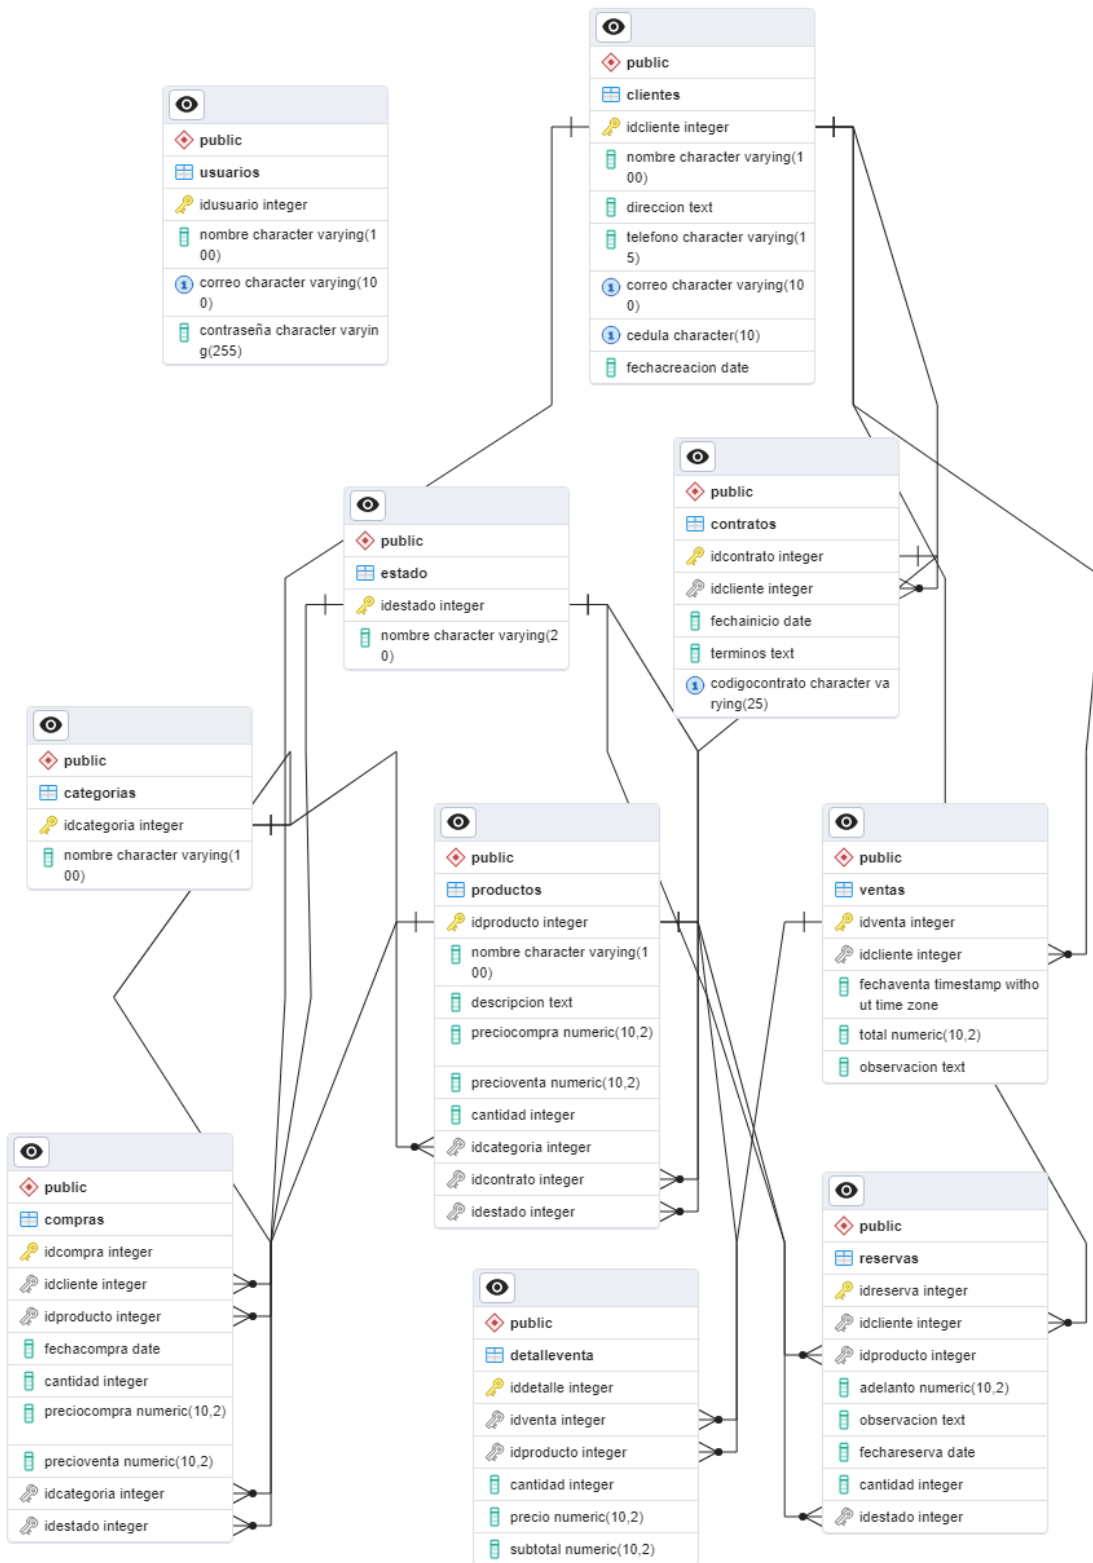 public
clientes
idcliente integer
nombre character varying(1
00)
direccion text
telefono character varying(1
5)
correo character varying(10
0)
cedula character(10)
fechacreacion date
public
usuarios
idusuario integer
nombre character varying(1
00)
correo character varying(10
0)
contraseña character varyin
g(255)
public
contratos
idcontrato integer
idcliente integer
fechainicio date
terminos text
codigocontrato character va
rying(25)
public
estado
idestado integer
nombre character varying(2
0)
public
categorias
idcategoria integer
nombre character varying(1
00)
public
productos
idproducto integer
nombre character varying(1
00)
descripcion text
preciocompra numeric(10,2)
precioventa numeric(10,2)
cantidad integer
idcategoria integer
idcontrato integer
idestado integer
public
ventas
idventa integer
idcliente integer
fechaventa timestamp witho
ut time zone
total numeric(10,2)
observacion text
public
compras
idcompra integer
idcliente integer
idproducto integer
fechacompra date
cantidad integer
preciocompra numeric(10,2)
precioventa numeric(10,2)
idcategoria integer
idestado integer
public
detalleventa
iddetalle integer
idventa integer
idproducto integer
cantidad integer
precio numeric(10,2)
subtotal numeric(10,2)
public
reservas
idreserva integer
idcliente integer
idproducto integer
adelanto numeric(10,2)
observacion text
fechareserva date
cantidad integer
idestado integer